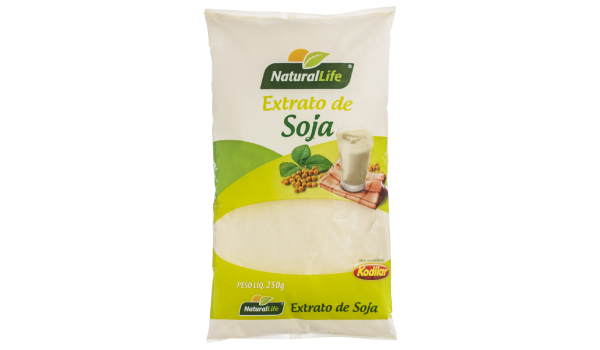 NaturalLife
Extrato de
Soja
Kodilar
PESO LÍQ. 250g
NaturalLife Extrato de Soja